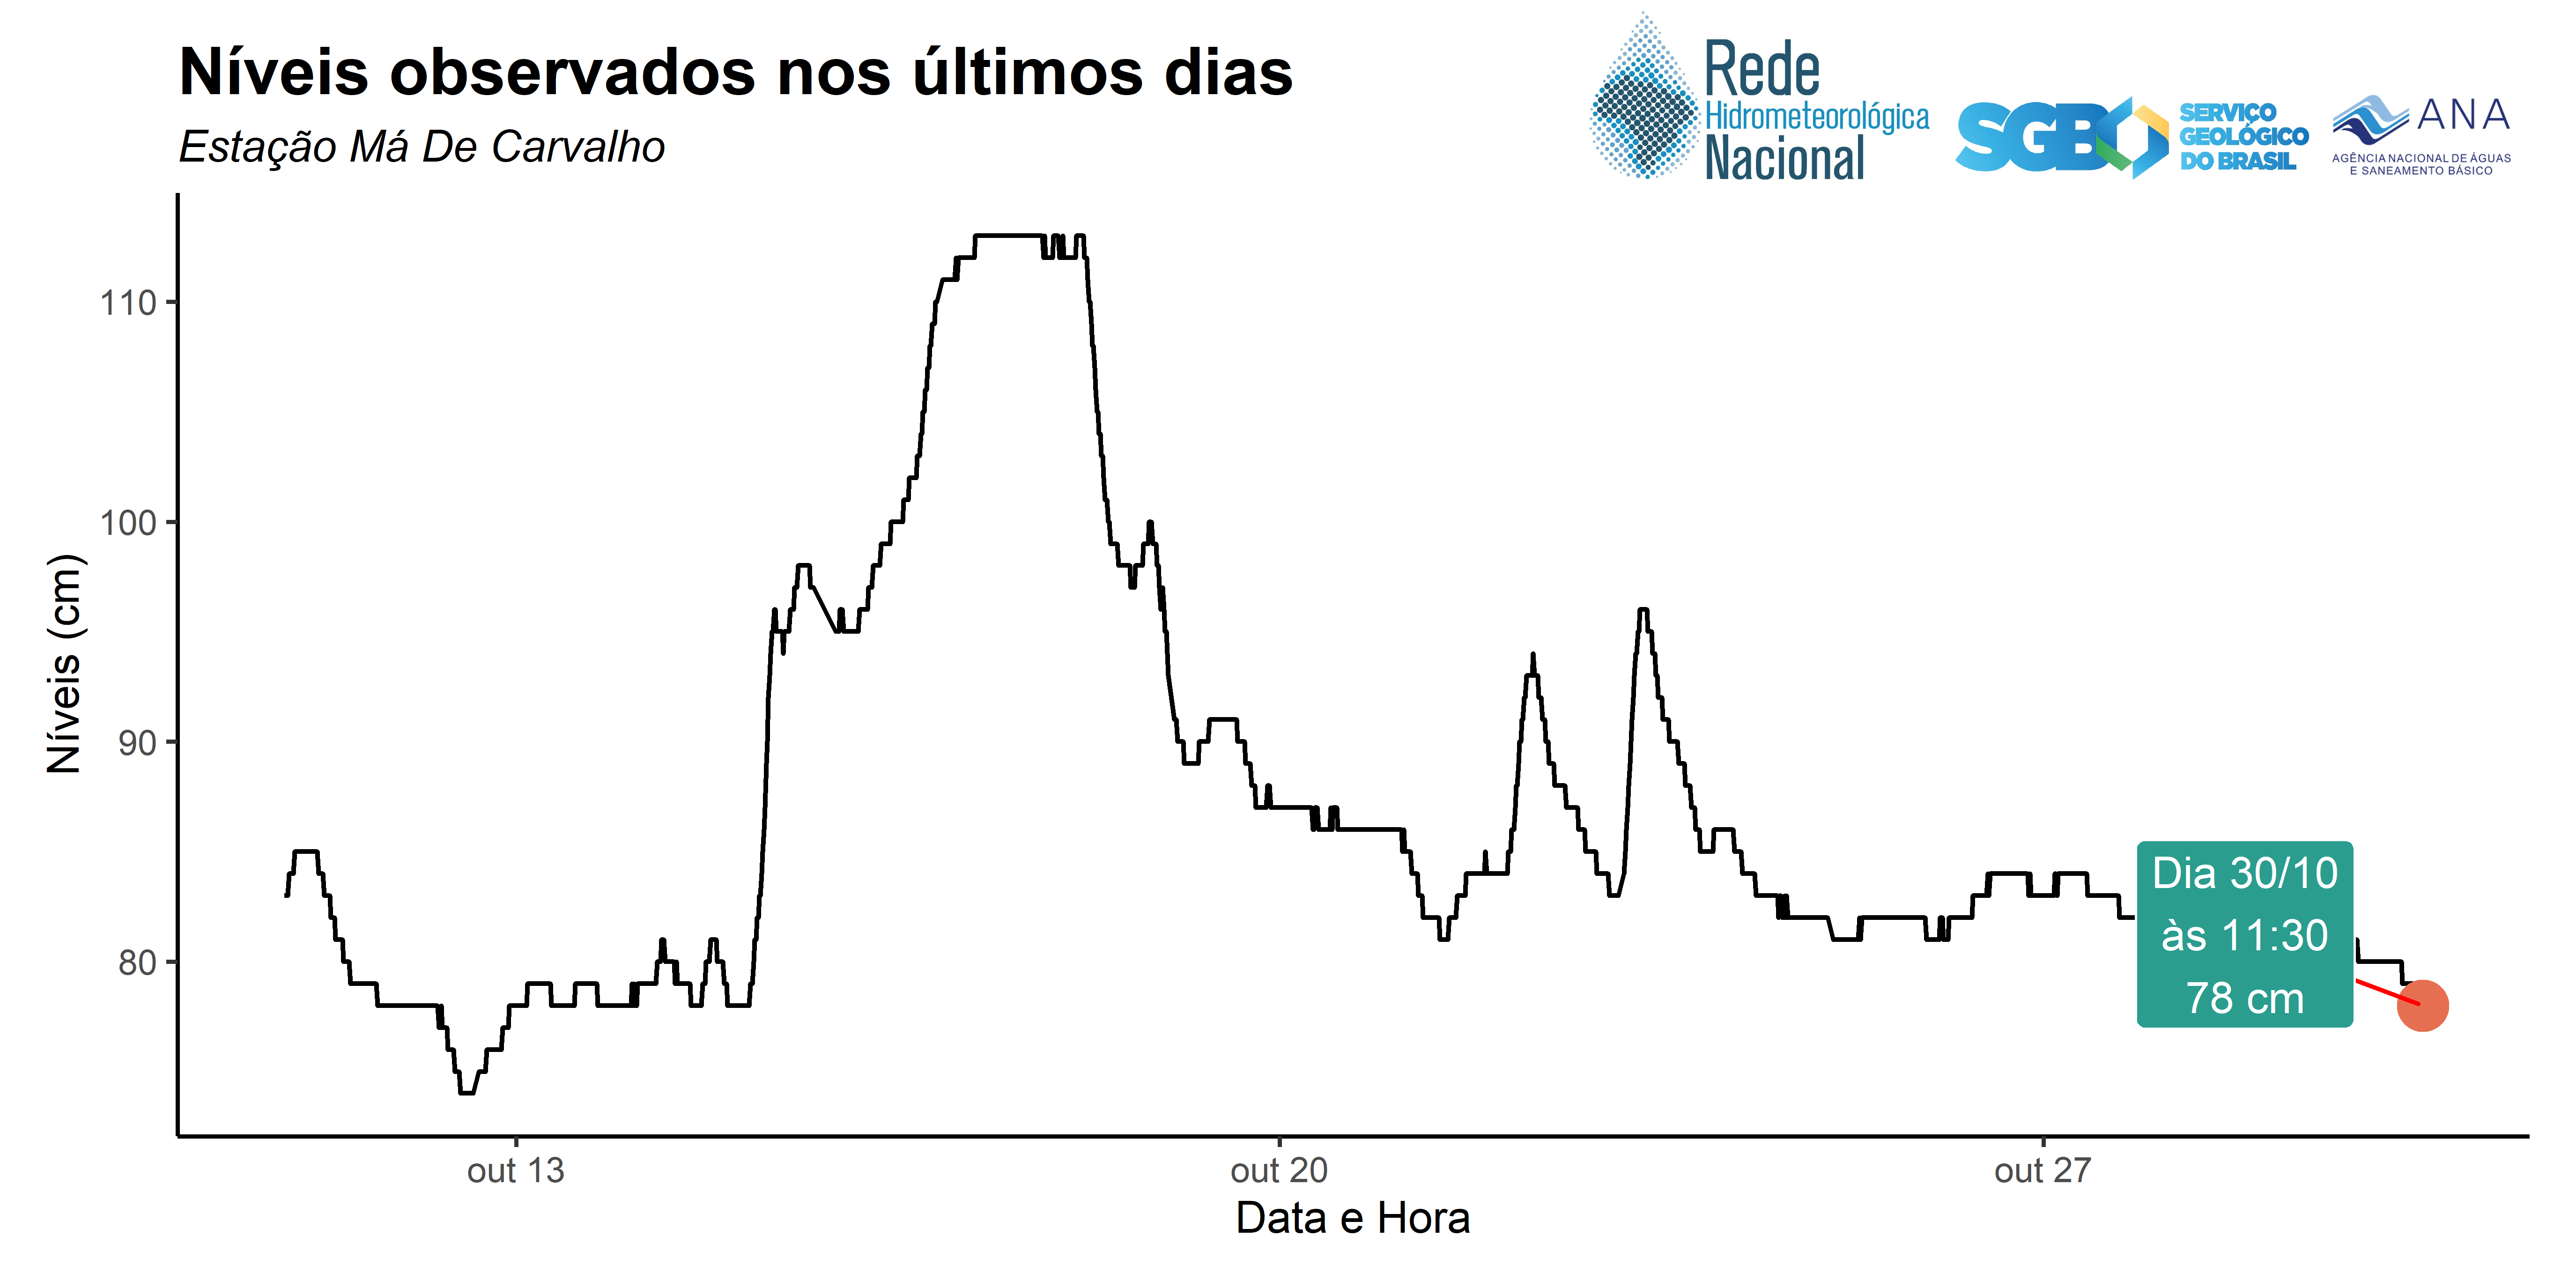 Níveis observados nos últimos dias
Estação Má De Carvalho
Rede
Hidrometeorológica
Nacional
SGB
SERVIÇO
GEOLÓGICO
DO BRASIL
ANA
AGÊNCIA NACIONAL DE ÁGUAS
E SANEAMENTO BÁSICO
Níveis (cm)
110
100
90
80
Dia 30/10
às 11:30
78 cm
out 13
out 20
out 27
Data e Hora